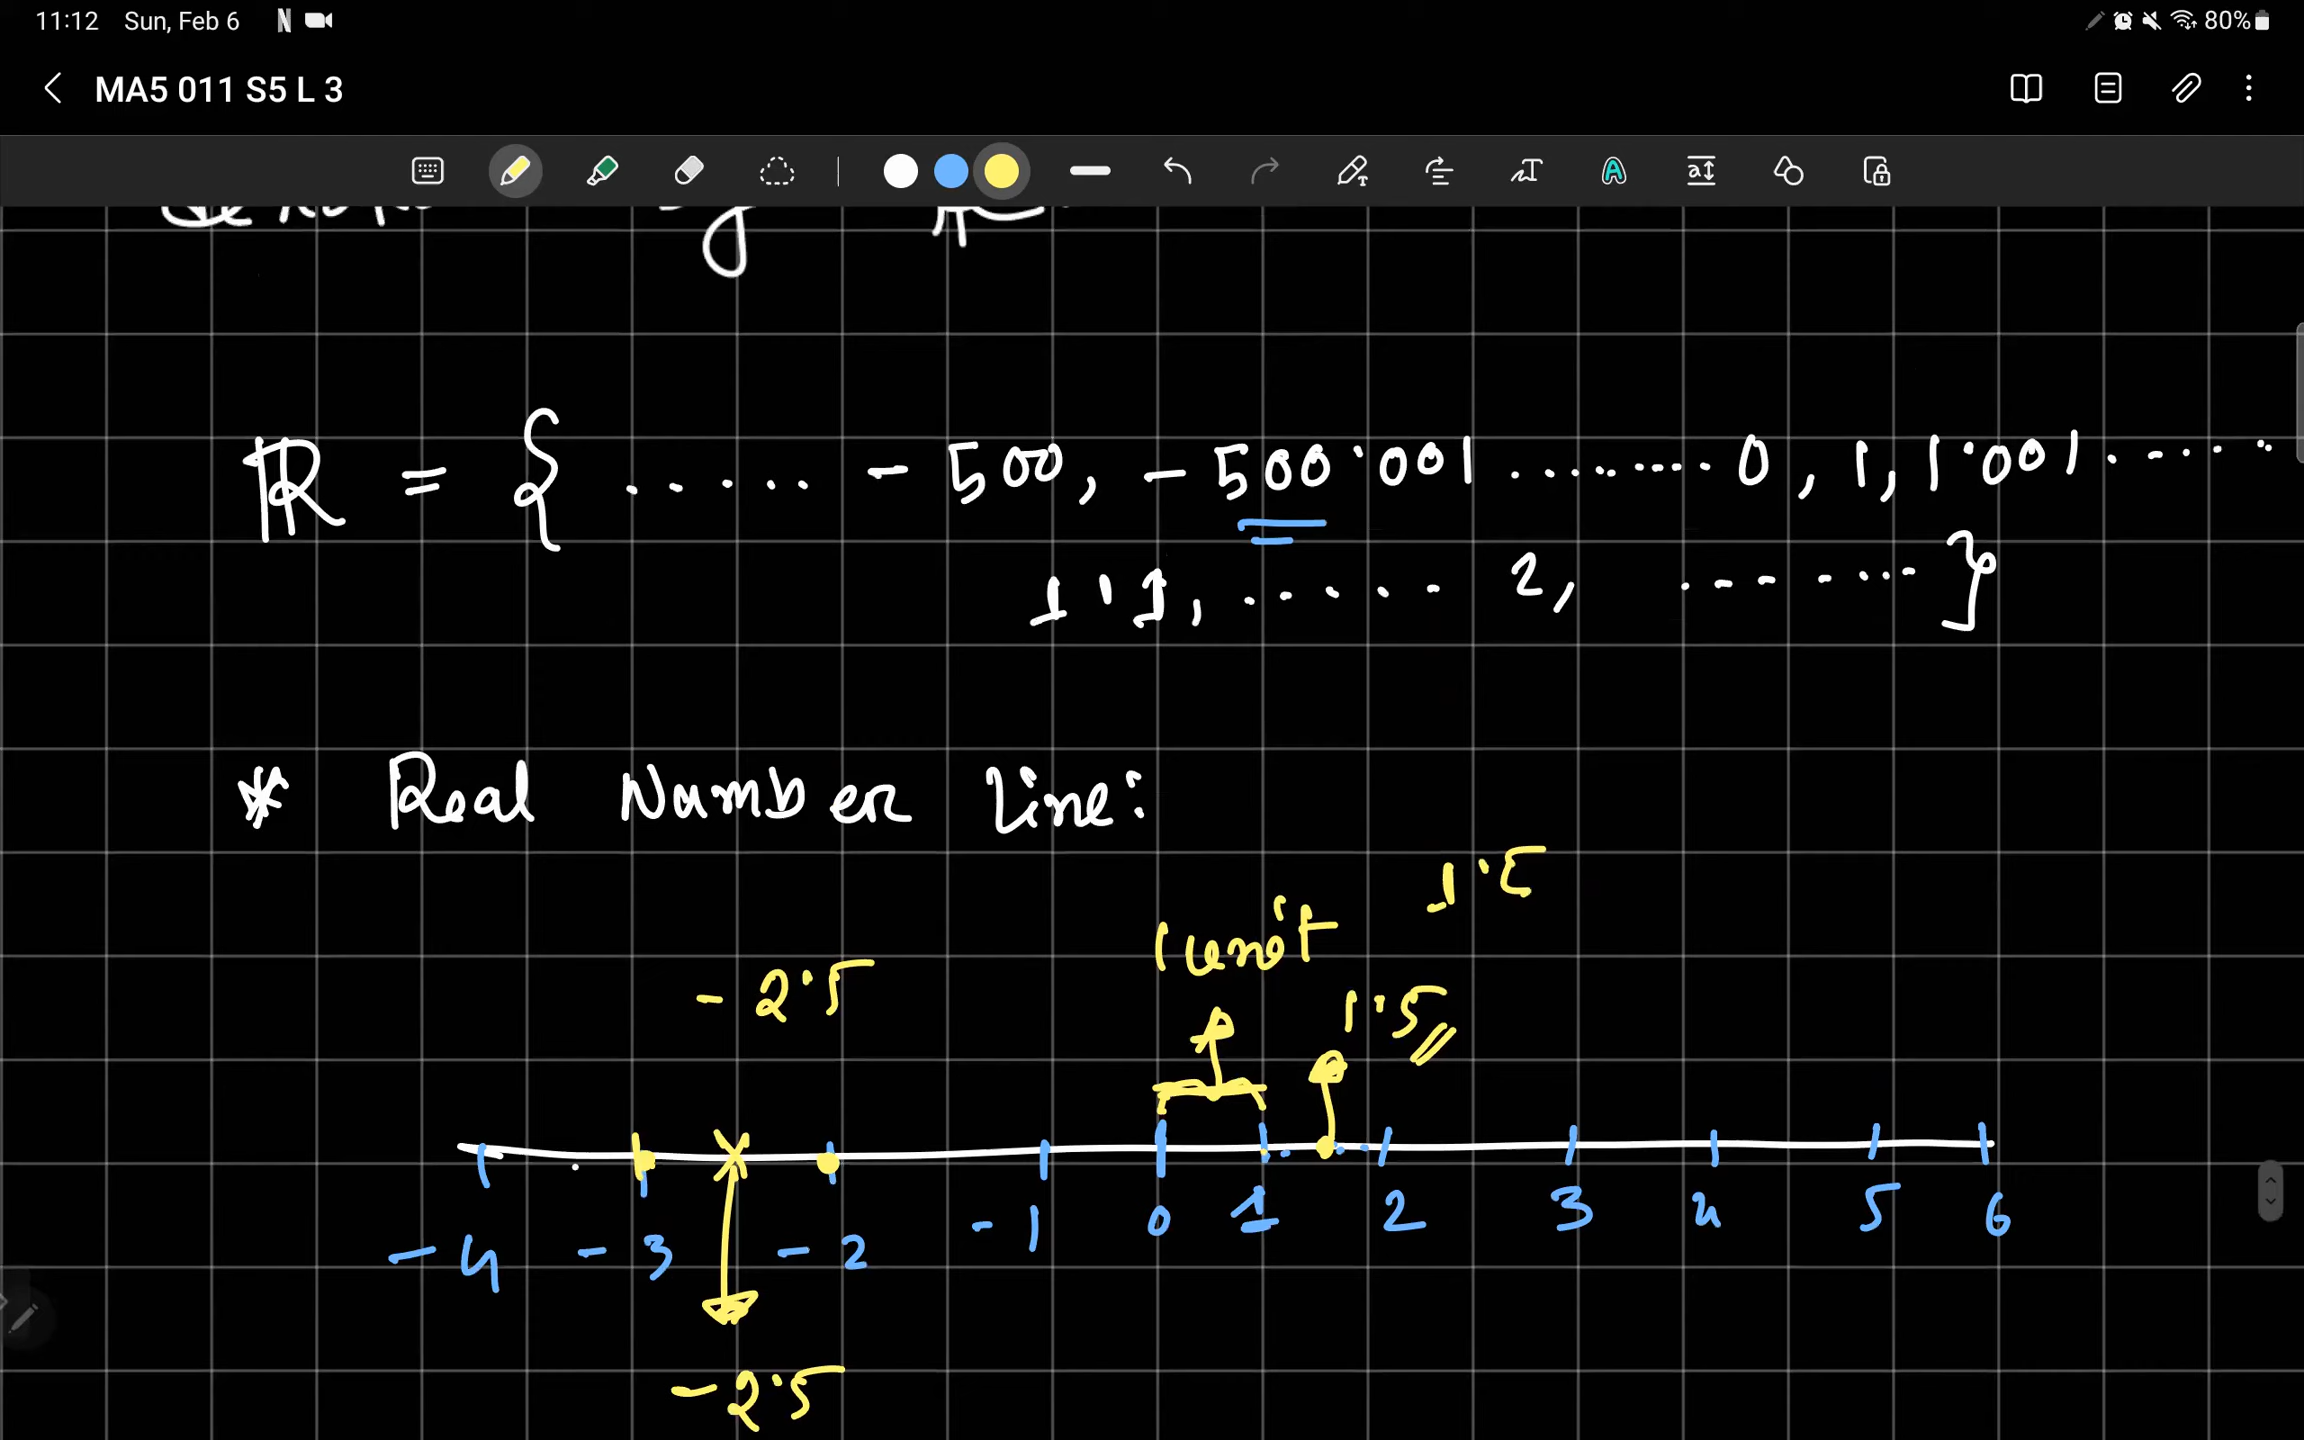 11:12 Sun, Feb 6 N 80%
MA5 011 S5 L 3
ℝ = { ..... - 500, - 500·001 ........ 0, 1, 1·001 .....
1·1, ..... 2, ....... }
* Real Number Line:
1·5
1 unit
- 2·5
1·5
-4 -3 -2 -1 0 1 2 3 4 5 6
-2·5